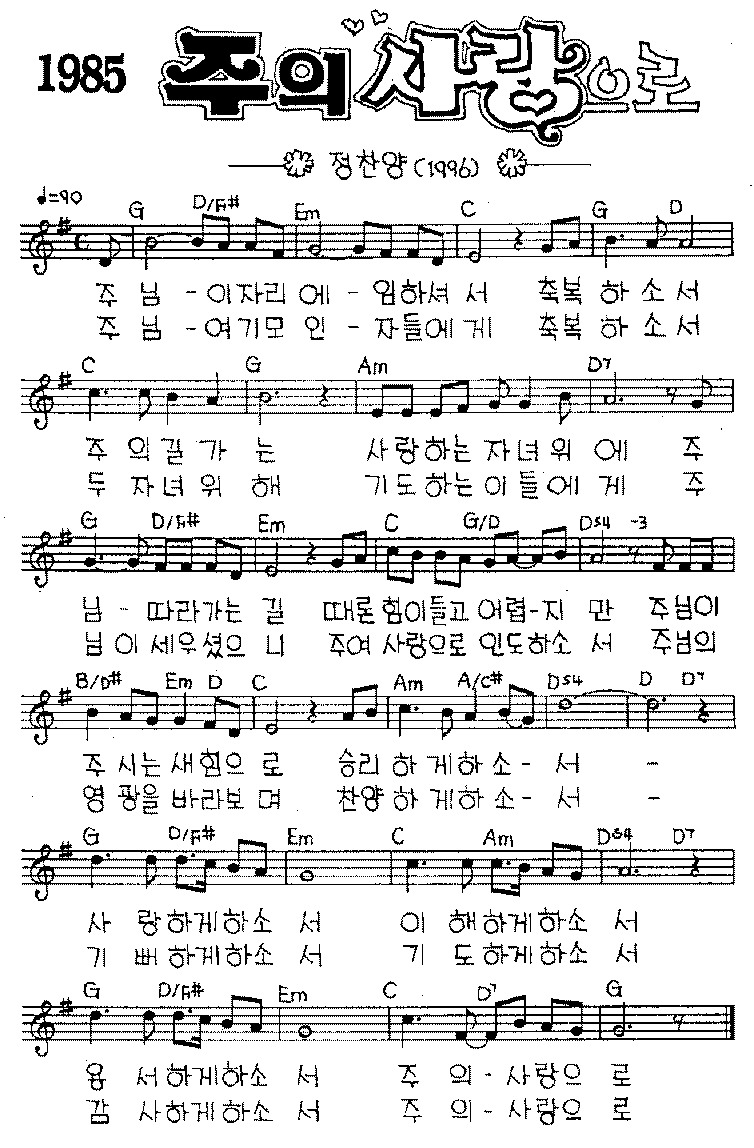 1985 주의 사랑으로
정찬양(1996)
♩=90
G D/F# Em C G D
주 님 - 이자리에 - 임하셔서 축복 하 소 서
주 님 - 여기모 인 - 자들에게 축복 하 소 서
C G Am D7
주 의 길 가 는 사랑하는 자녀 위 에 주
두 자 녀 위 해 기도하는 이 들에 게 주
G D/F# Em C G/D Ds4 -3
님 - 따라가는 길 때론힘이들고 어렵-지 만 주님이
님 이 세우셨으 니 주여 사랑으로 인도하소 서 주님의
B/D# Em D C Am A/C# Ds4 D D7
주 시는 새힘으 로 승리 하 게 하 소 - 서 -
영 광을 바라보 며 찬양 하 게 하 소 - 서 -
G D/F# Em C Am Ds4 D7
사 랑하게하소 서 이 해하게하소 서
기 뻐하게하소 서 기 도하게하소 서
G D/F# Em C D7 G
용 서하게하소 서 주 의 - 사랑으 로
감 사하게하소 서 주 의 - 사랑으 로